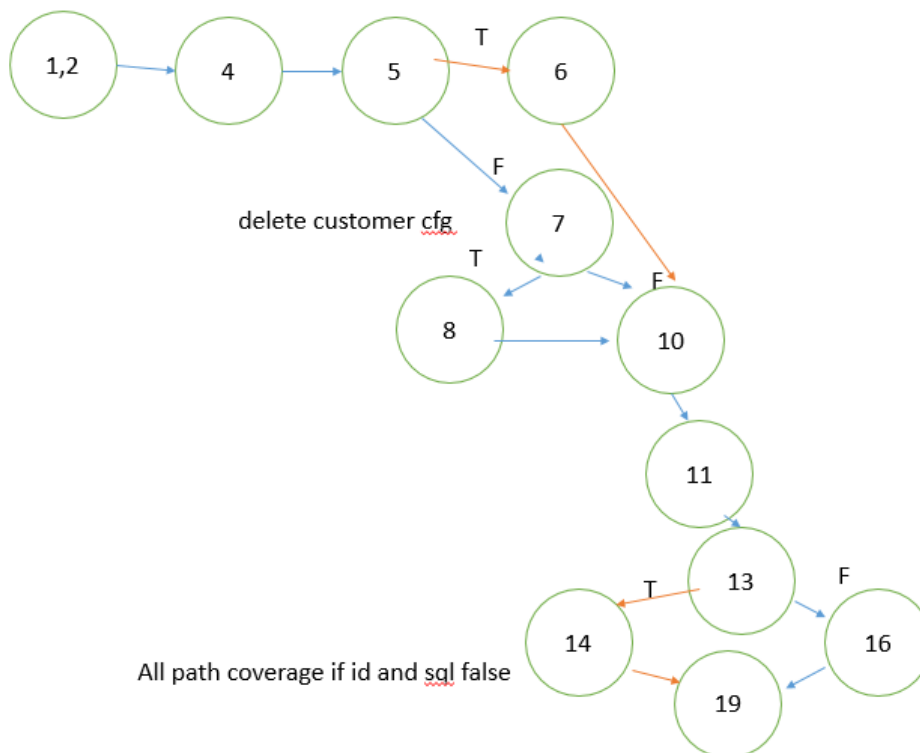 T
1,2
4
5
6
F
7
delete customer cfg
T
F
8
10
11
13
F
T
14
16
All path coverage if id and sql false
19